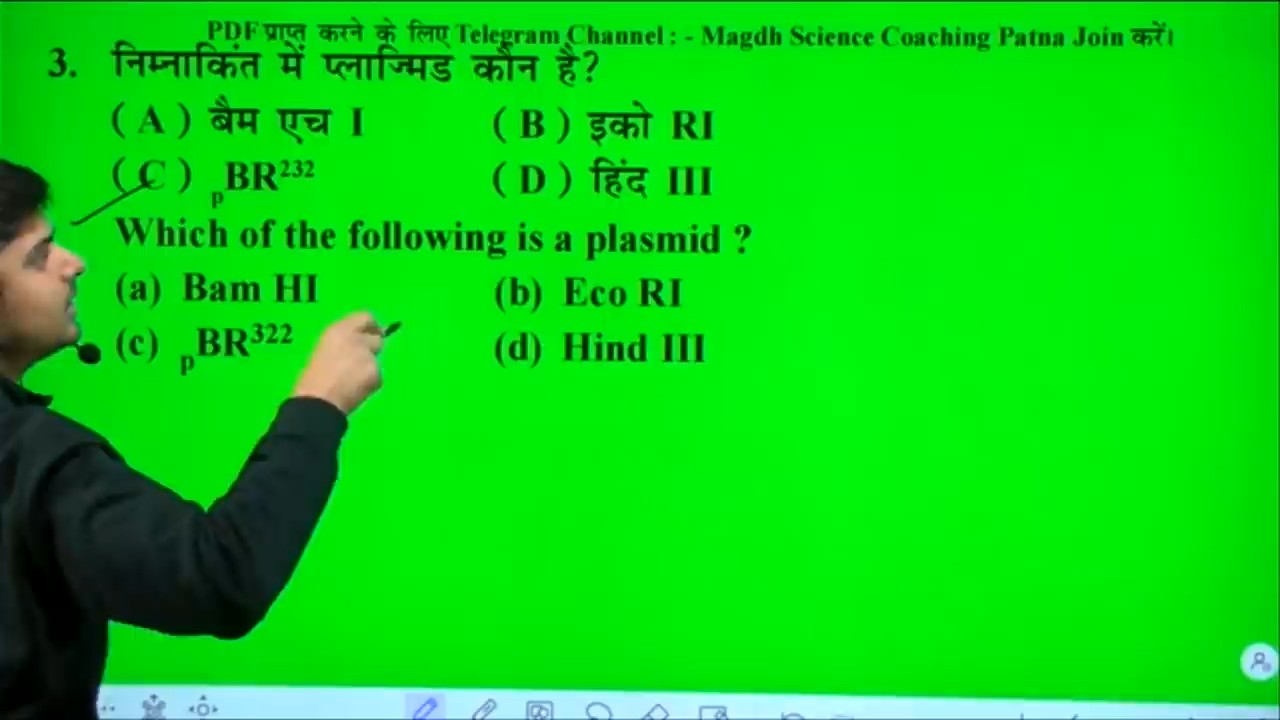 PDF प्राप्त करने के लिए Telegram Channel : - Magdh Science Coaching Patna Join करें।
3. निम्नाकिंत में प्लाज्मिड कौन है?
( A ) बैम एच I ( B ) इको RI
( C ) pBR232 ( D ) हिंद III
Which of the following is a plasmid ?
(a) Bam HI (b) Eco RI
(c) pBR322 (d) Hind III